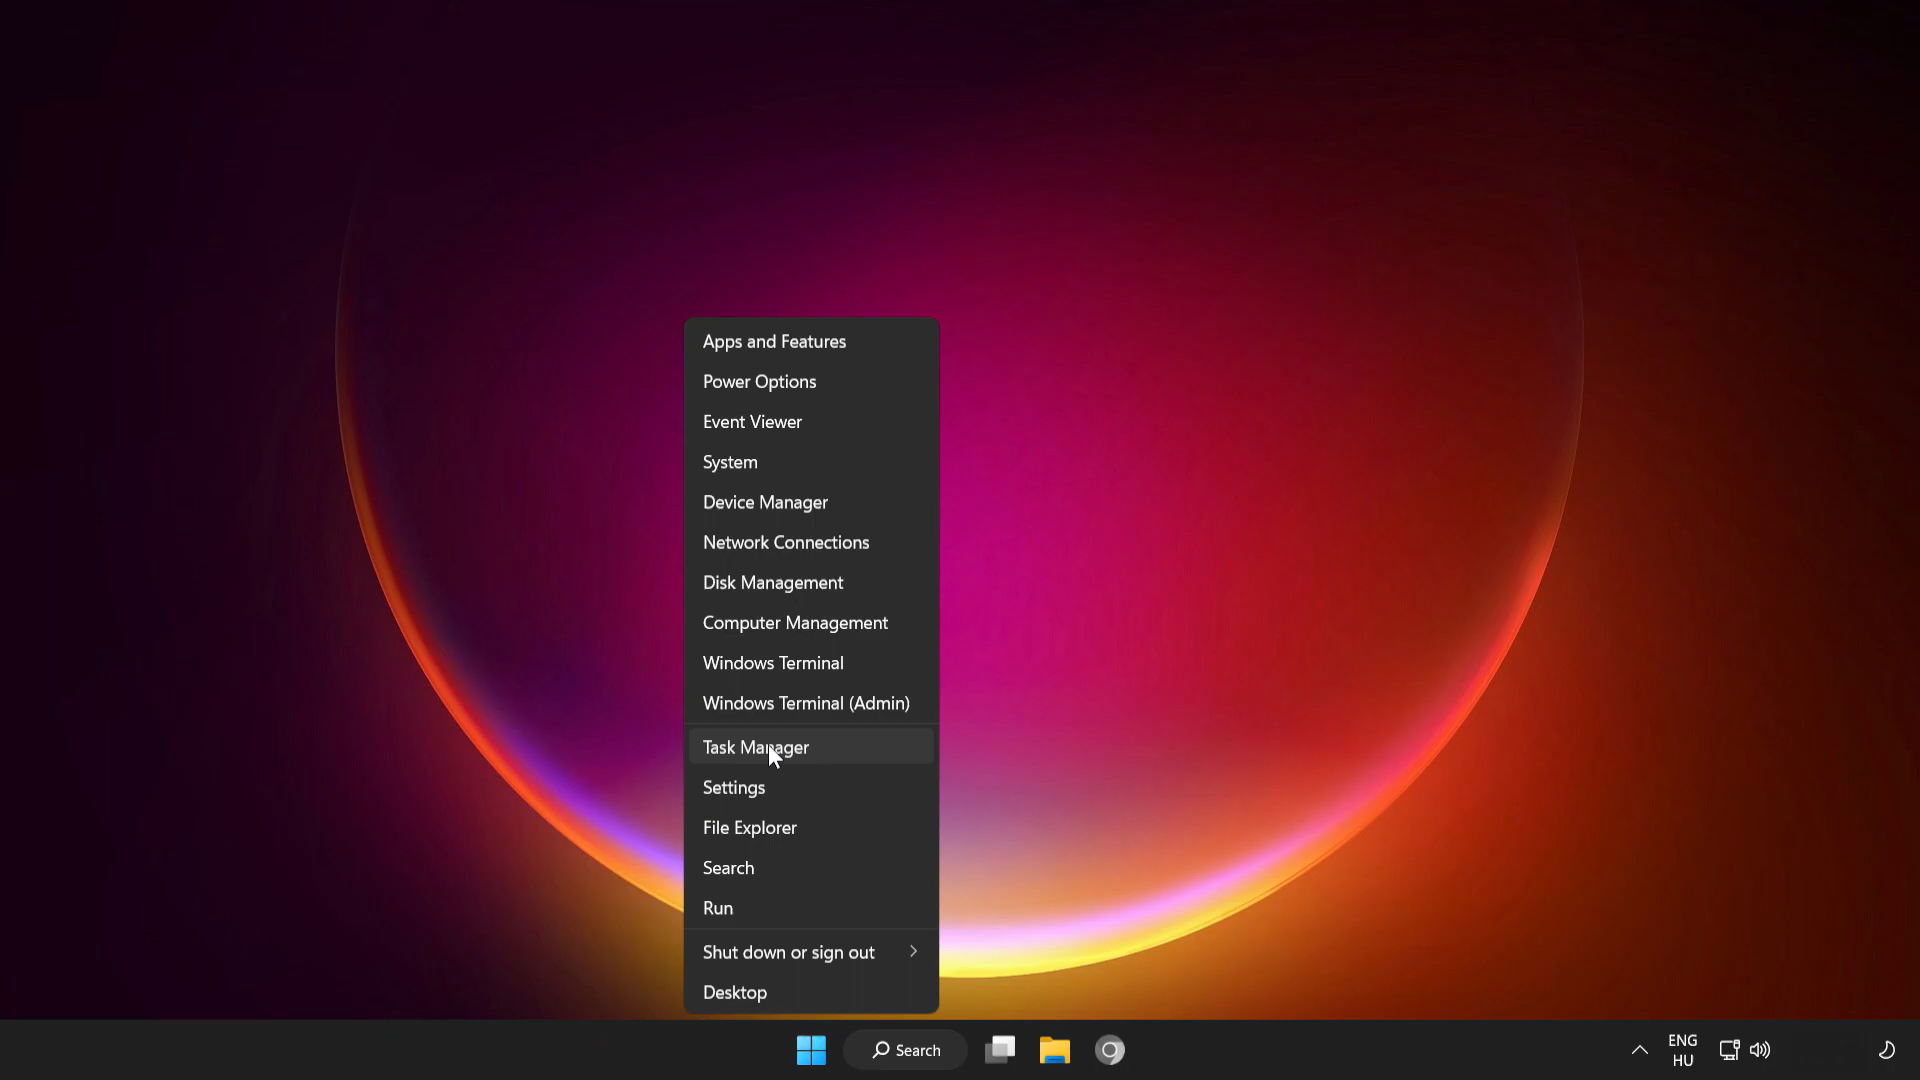 Apps and Features
Power Options
Event Viewer
System
Device Manager
Network Connections
Disk Management
Computer Management
Windows Terminal
Windows Terminal (Admin)
Task Manager
Settings
File Explorer
Search
Run
Shut down or sign out
Desktop
Search
ENG
HU